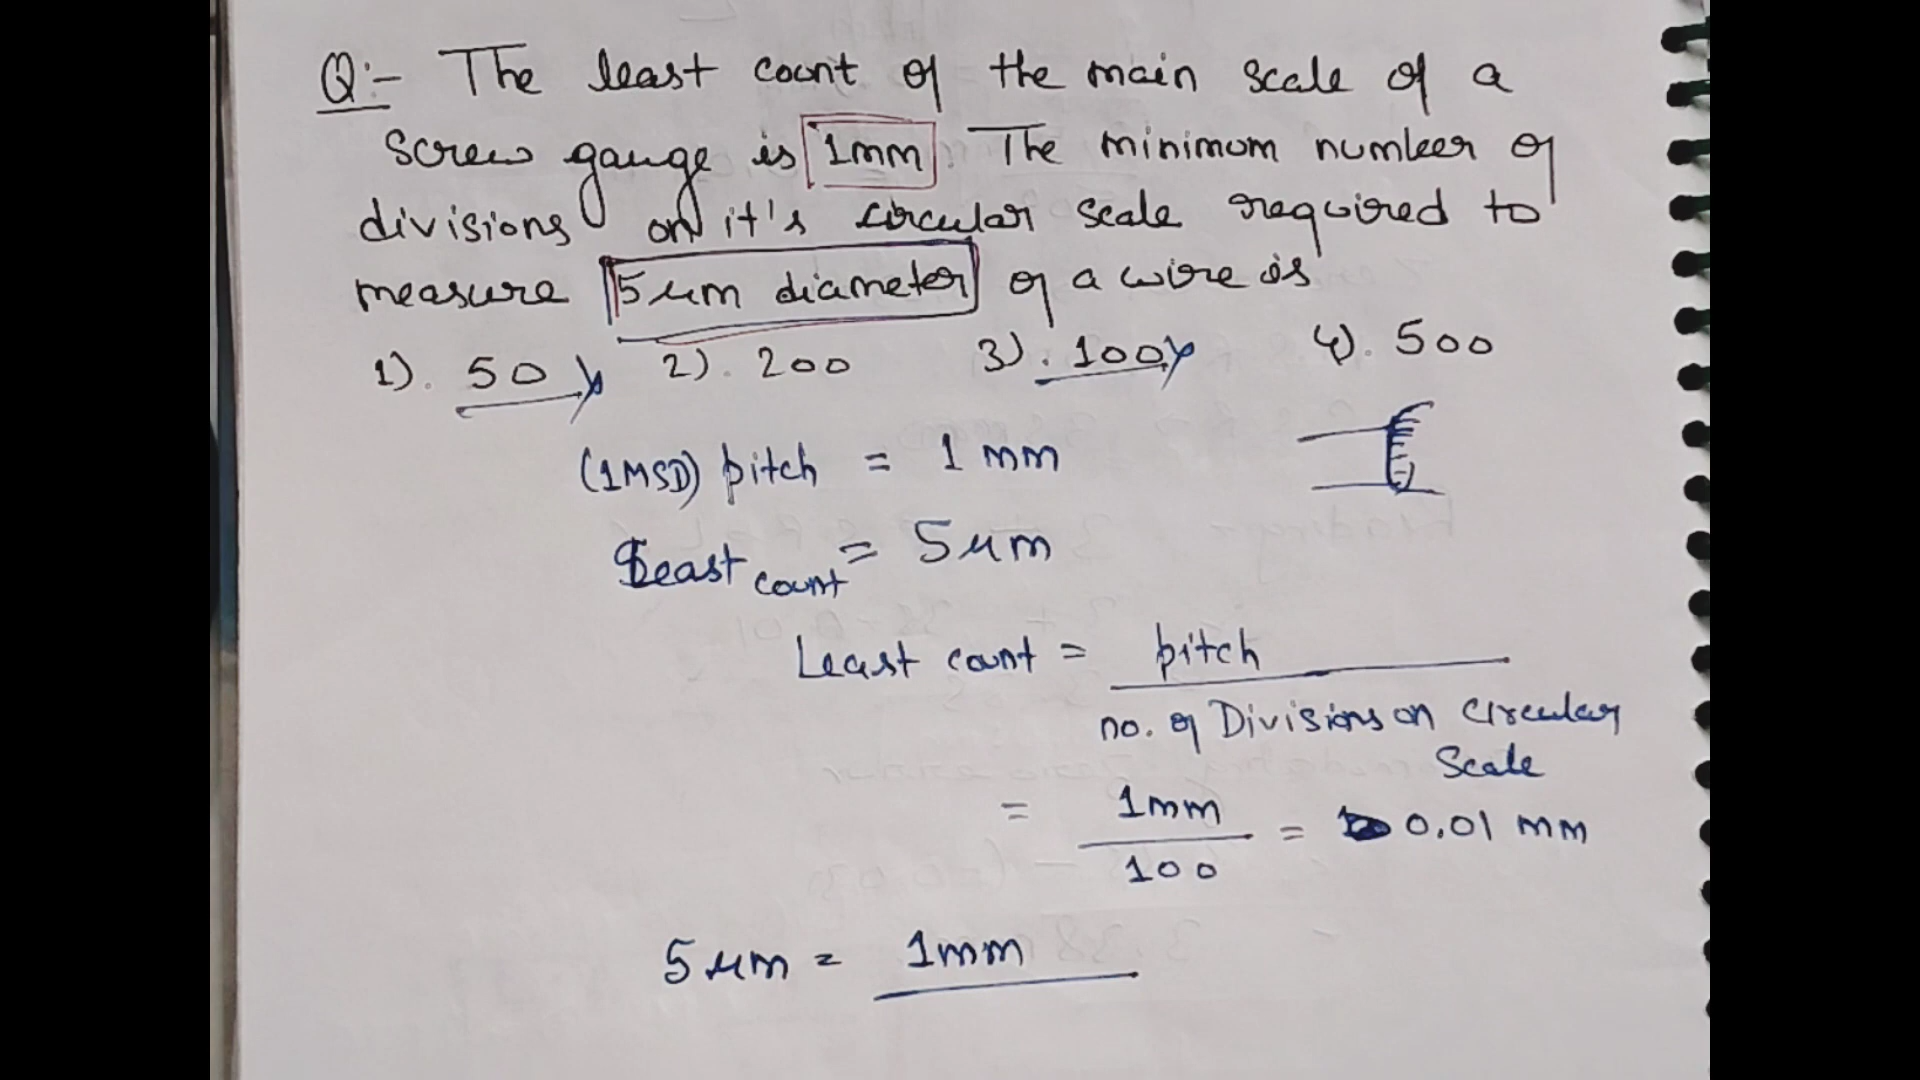 Q:- The least count of the main scale of a
screw gauge is 1mm. The minimum number of
divisions on it's circular scale required to
measure 5μm diameter of a wire is
1). 50 2). 200 3). 100 4). 500
(1MSD) pitch = 1 mm
Least count = 5μm
Least count = pitch
no. of Divisions on circular
Scale
= 1mm
100
= 0.01 mm
5μm = 1mm